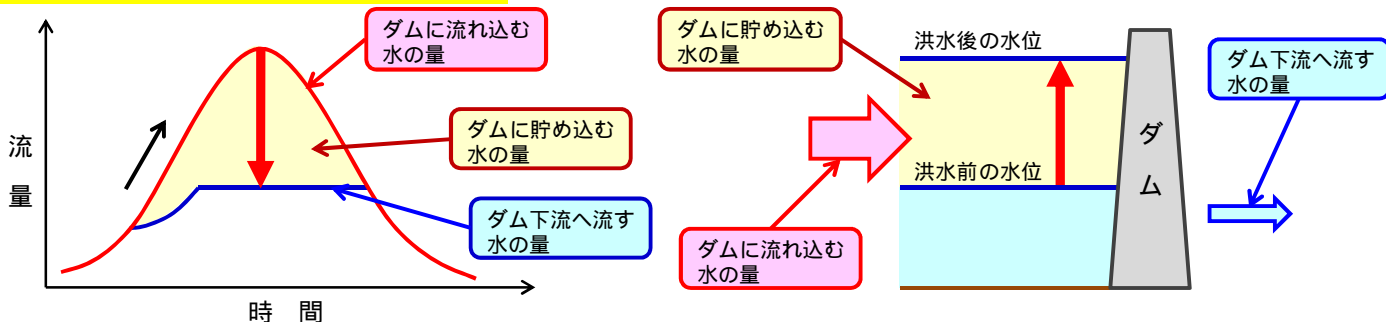 ダムに流れ込む
水の量
ダムに貯め込む
水の量
ダム下流へ流す
水の量
流
量
時　間
ダムに貯め込む
水の量
洪水後の水位
ダム下流へ流す
水の量
洪水前の水位
ダ
ム
ダムに流れ込む
水の量